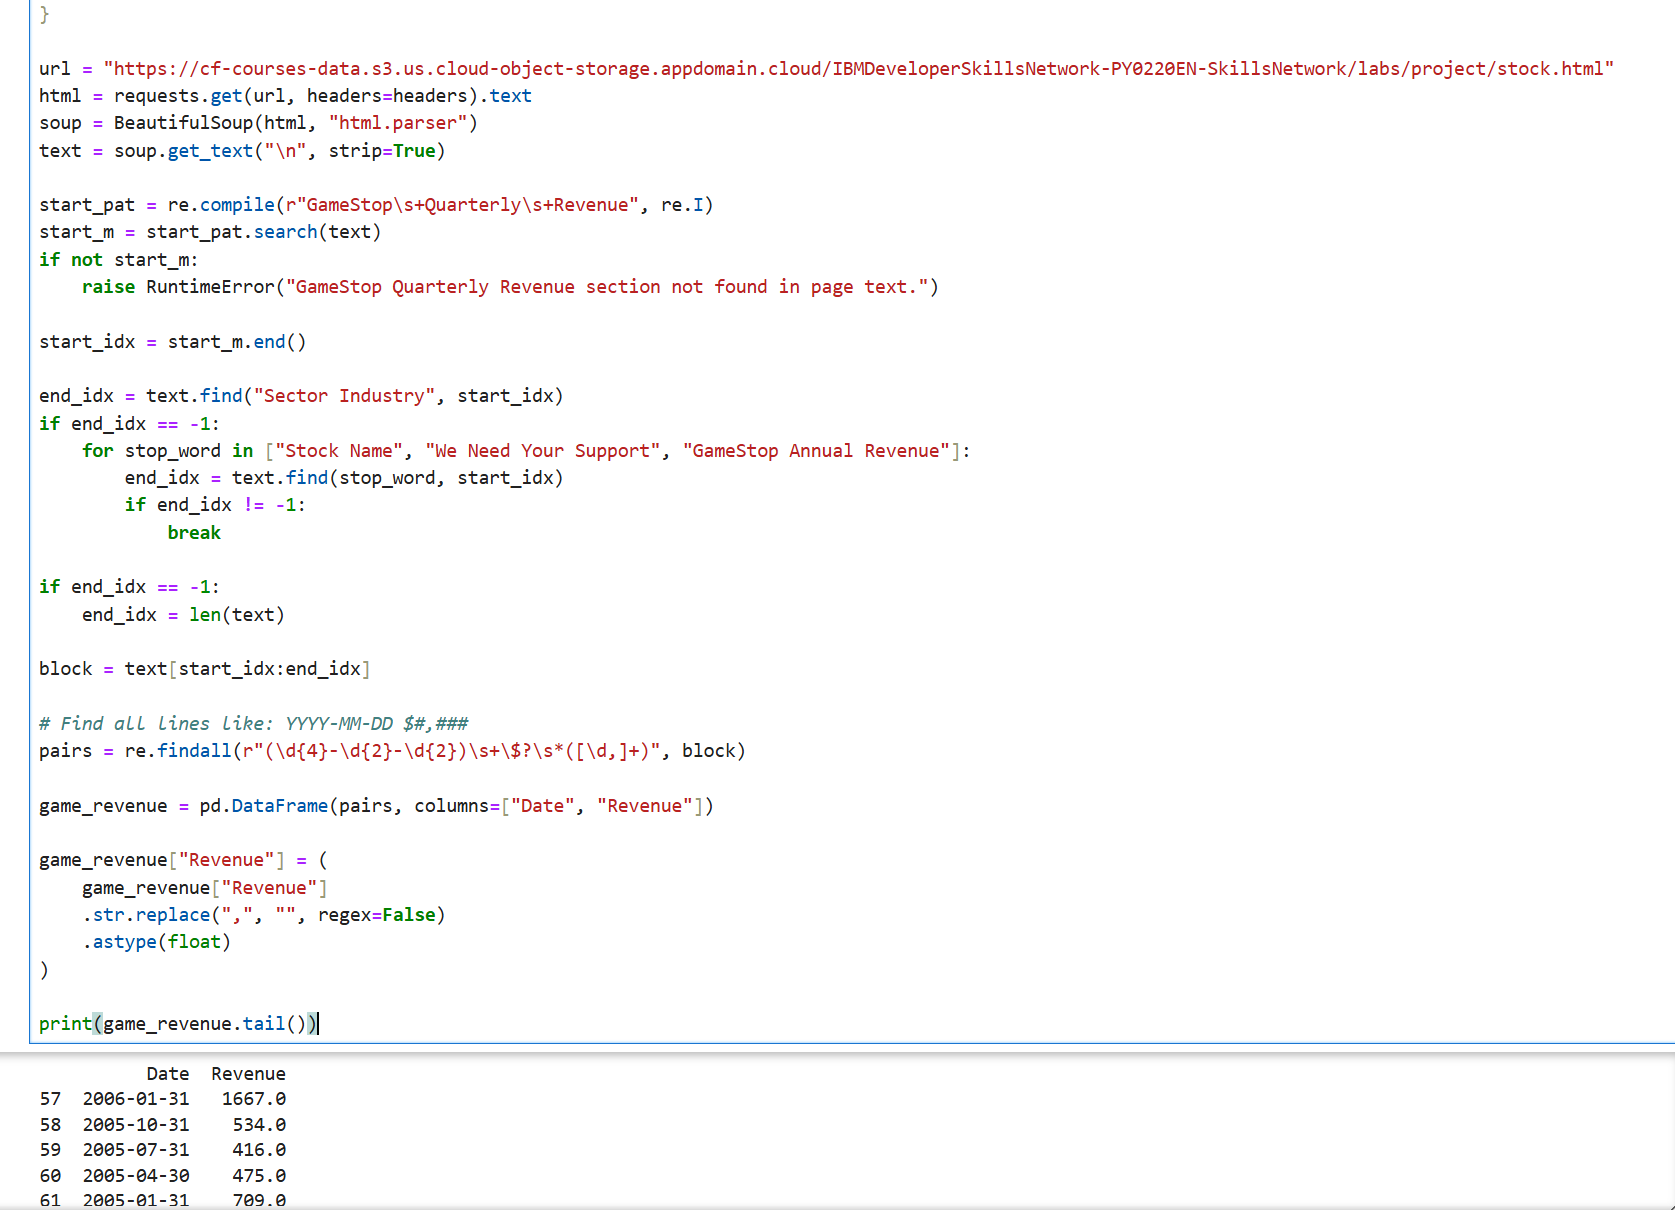 }
url = "https://cf-courses-data.s3.us.cloud-object-storage.appdomain.cloud/IBMDeveloperSkillsNetwork-PY0220EN-SkillsNetwork/labs/project/stock.html"
html = requests.get(url, headers=headers).text
soup = BeautifulSoup(html, "html.parser")
text = soup.get_text("\n", strip=True)
start_pat = re.compile(r"GameStop\s+Quarterly\s+Revenue", re.I)
start_m = start_pat.search(text)
if not start_m:
    raise RuntimeError("GameStop Quarterly Revenue section not found in page text.")
start_idx = start_m.end()
end_idx = text.find("Sector Industry", start_idx)
if end_idx == -1:
    for stop_word in ["Stock Name", "We Need Your Support", "GameStop Annual Revenue"]:
        end_idx = text.find(stop_word, start_idx)
        if end_idx != -1:
            break
if end_idx == -1:
    end_idx = len(text)
block = text[start_idx:end_idx]
# Find all lines like: YYYY-MM-DD $#,###
pairs = re.findall(r"(\d{4}-\d{2}-\d{2})\s+\$?\s*([\d,]+)", block)
game_revenue = pd.DataFrame(pairs, columns=["Date", "Revenue"])
game_revenue["Revenue"] = (
    game_revenue["Revenue"]
    .str.replace(",", "", regex=False)
    .astype(float)
)
print(game_revenue.tail())
Date  Revenue
57  2006-01-31   1667.0
58  2005-10-31    534.0
59  2005-07-31    416.0
60  2005-04-30    475.0
61  2005-01-31    709.0